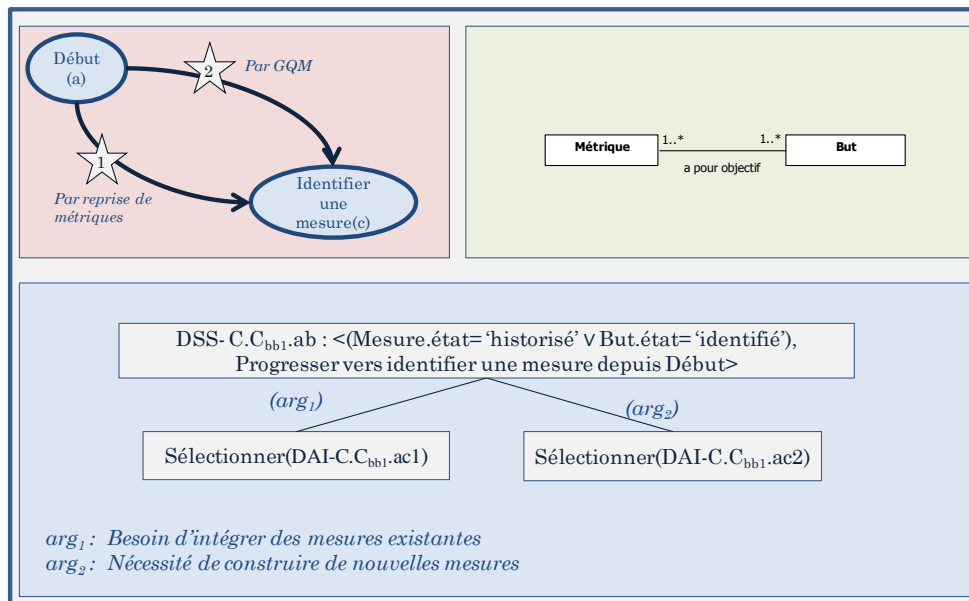 Début
(a)
2
Par GQM
1
Par reprise de
métriques
Identifier
une
mesure(c)
Métrique
1..*
1..*
But
a pour objectif
DSS- C.Cbb1.ab : <(Mesure.état= ‘historisé’ ∨ But.état= ‘identifié’),
Progresser vers identifier une mesure depuis Début>
(arg1)
(arg2)
Sélectionner(DAI-C.Cbb1.ac1)
Sélectionner(DAI-C.Cbb1.ac2)
arg1 : Besoin d’intégrer des mesures existantes
arg2 : Nécessité de construire de nouvelles mesures